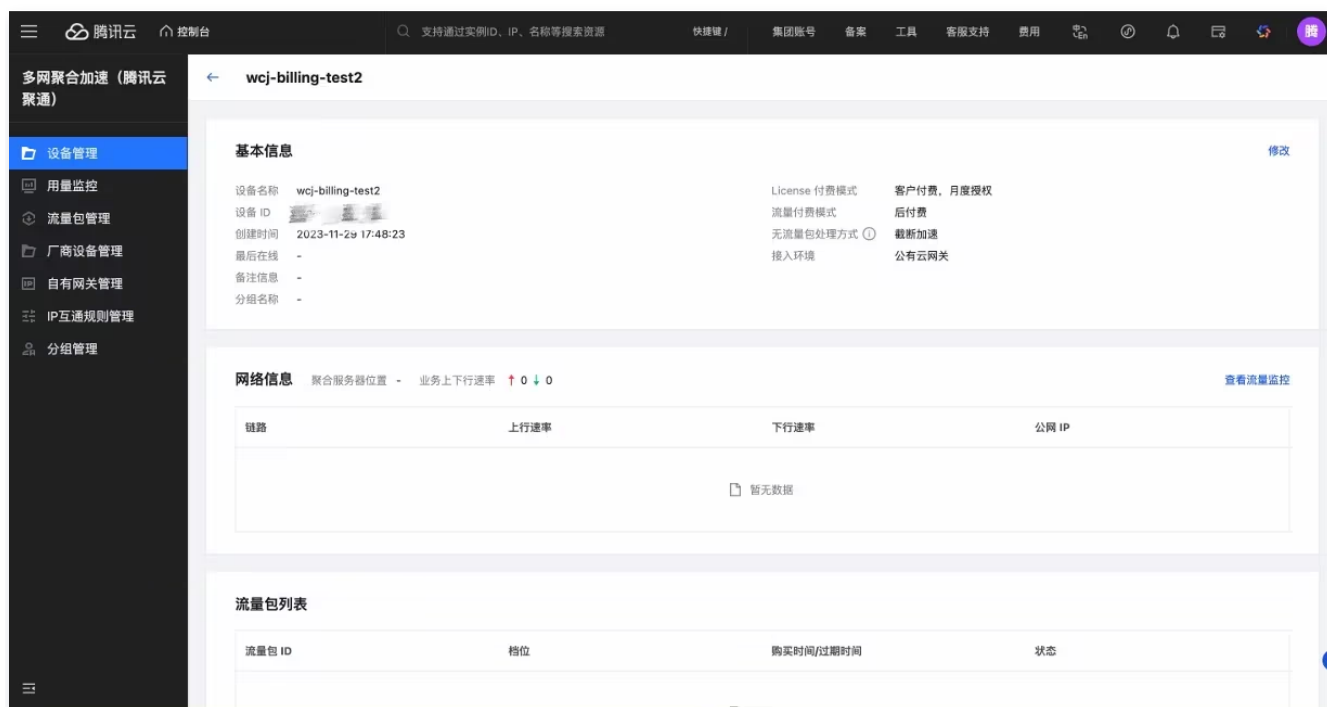 腾讯云 控制台 支持通过实例ID、IP、名称等搜索资源 快捷键 / 集团账号 备案 工具 客服支持 费用 中En 腾
多网聚合加速（腾讯云聚通）
设备管理
用量监控
流量包管理
厂商设备管理
自有网关管理
IP互通规则管理
分组管理
← wcj-billing-test2
基本信息 修改
设备名称 wcj-billing-test2 License 付费模式 客户付费，月度授权
设备 ID 流量付费模式 后付费
创建时间 2023-11-29 17:48:23 无流量包处理方式 截断加速
最后在线 - 接入环境 公有云网关
备注信息 -
分组名称 -
网络信息 聚合服务器位置 - 业务上下行速率 ↑ 0 ↓ 0 查看流量监控
链路 上行速率 下行速率 公网 IP
暂无数据
流量包列表
流量包 ID 档位 购买时间/过期时间 状态